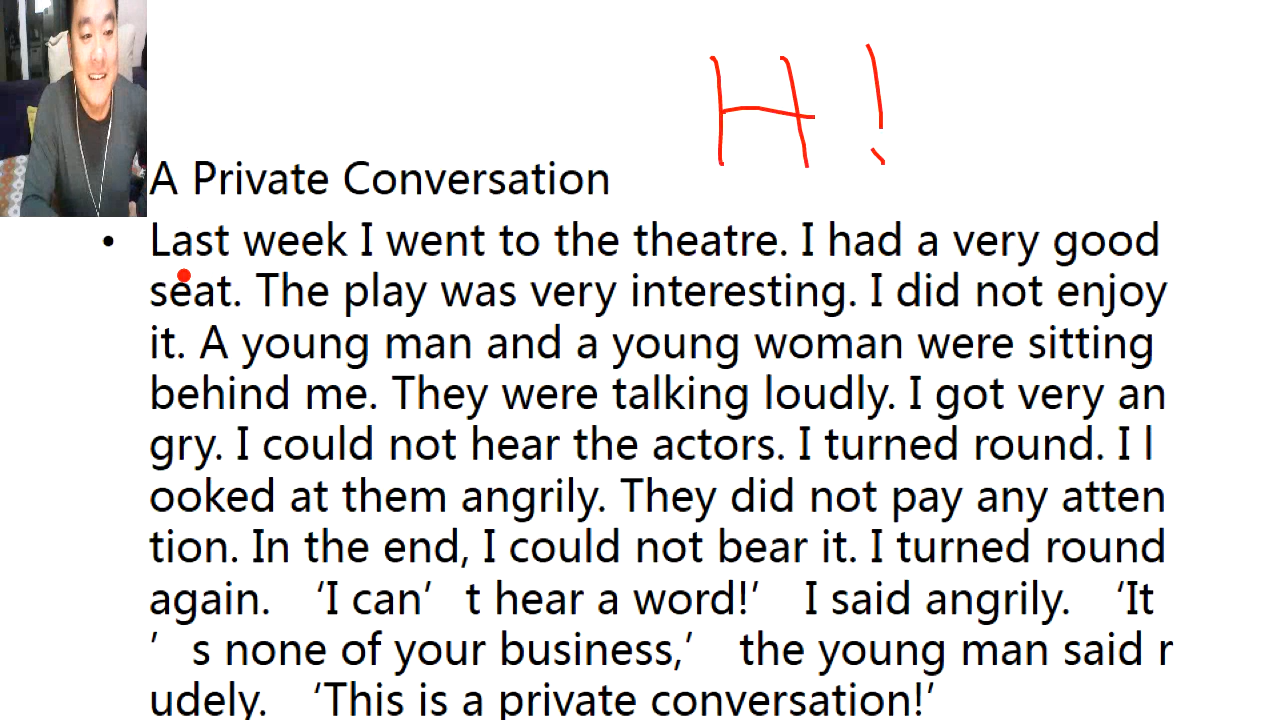 H!
A Private Conversation
• Last week I went to the theatre. I had a very good
seat. The play was very interesting. I did not enjoy
it. A young man and a young woman were sitting
behind me. They were talking loudly. I got very an
gry. I could not hear the actors. I turned round. I l
ooked at them angrily. They did not pay any atten
tion. In the end, I could not bear it. I turned round
again. ‘I can’ t hear a word!’ I said angrily. ‘It
’ s none of your business,’ the young man said r
udely. ‘This is a private conversation!’